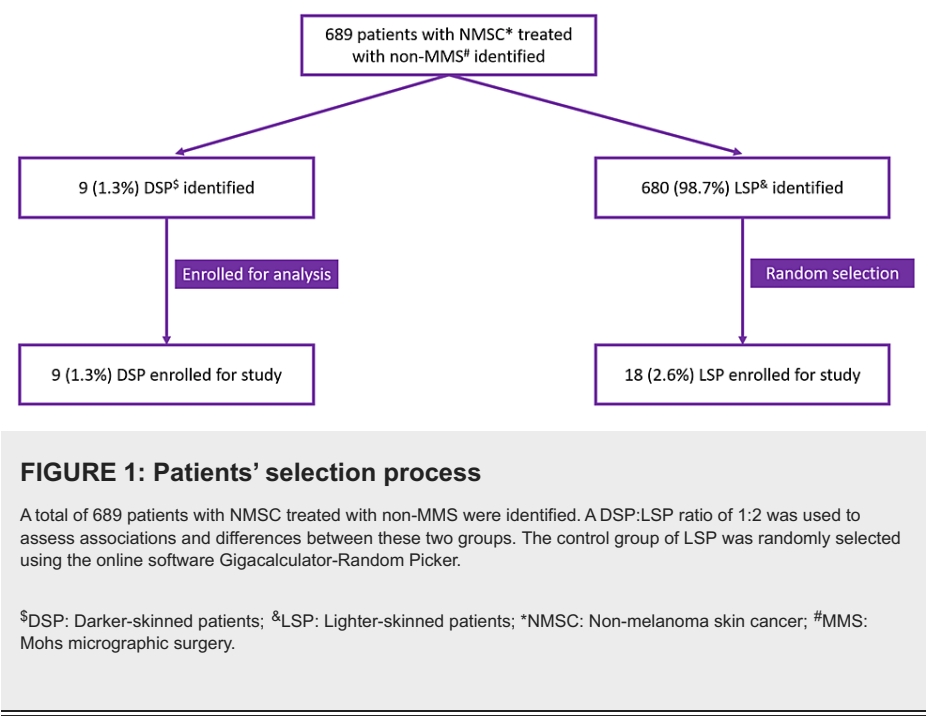 689 patients with NMSC* treated
with non-MMS# identified
9 (1.3%) DSP$ identified
680 (98.7%) LSP& identified
Enrolled for analysis
Random selection
9 (1.3%) DSP enrolled for study
18 (2.6%) LSP enrolled for study
FIGURE 1: Patients’ selection process
A total of 689 patients with NMSC treated with non-MMS were identified. A DSP:LSP ratio of 1:2 was used to
assess associations and differences between these two groups. The control group of LSP was randomly selected
using the online software Gigacalculator-Random Picker.
$DSP: Darker-skinned patients; &LSP: Lighter-skinned patients; *NMSC: Non-melanoma skin cancer; #MMS:
Mohs micrographic surgery.